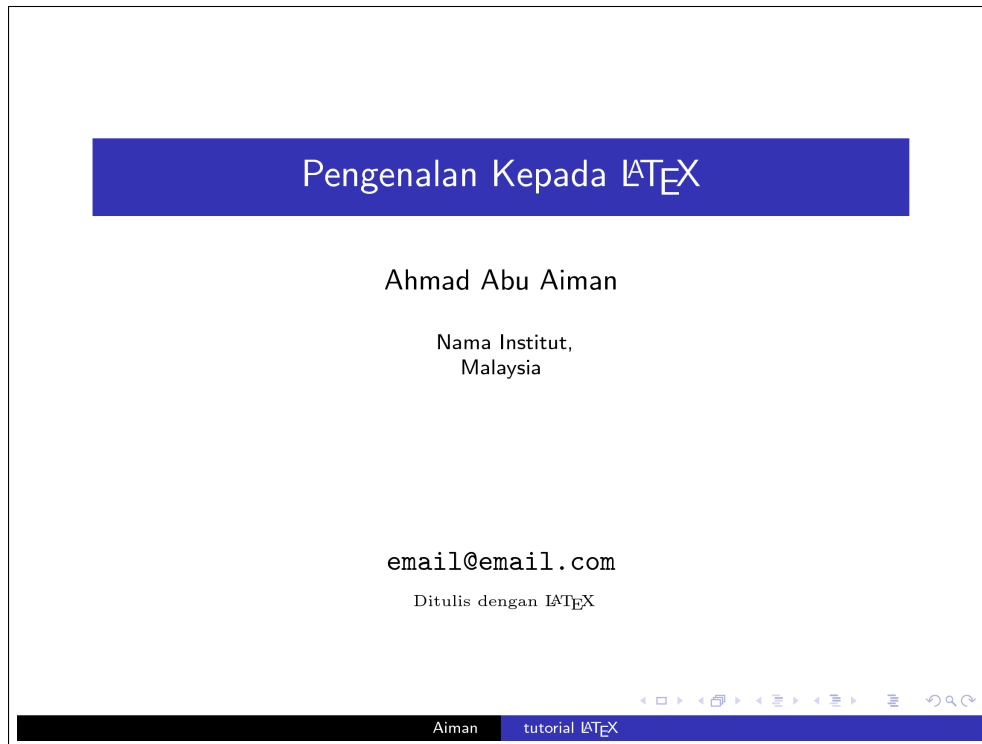 Pengenalan Kepada LATEX
Ahmad Abu Aiman
Nama Institut,
Malaysia
email@email.com
Ditulis dengan LATEX
Aiman
tutorial LATEX